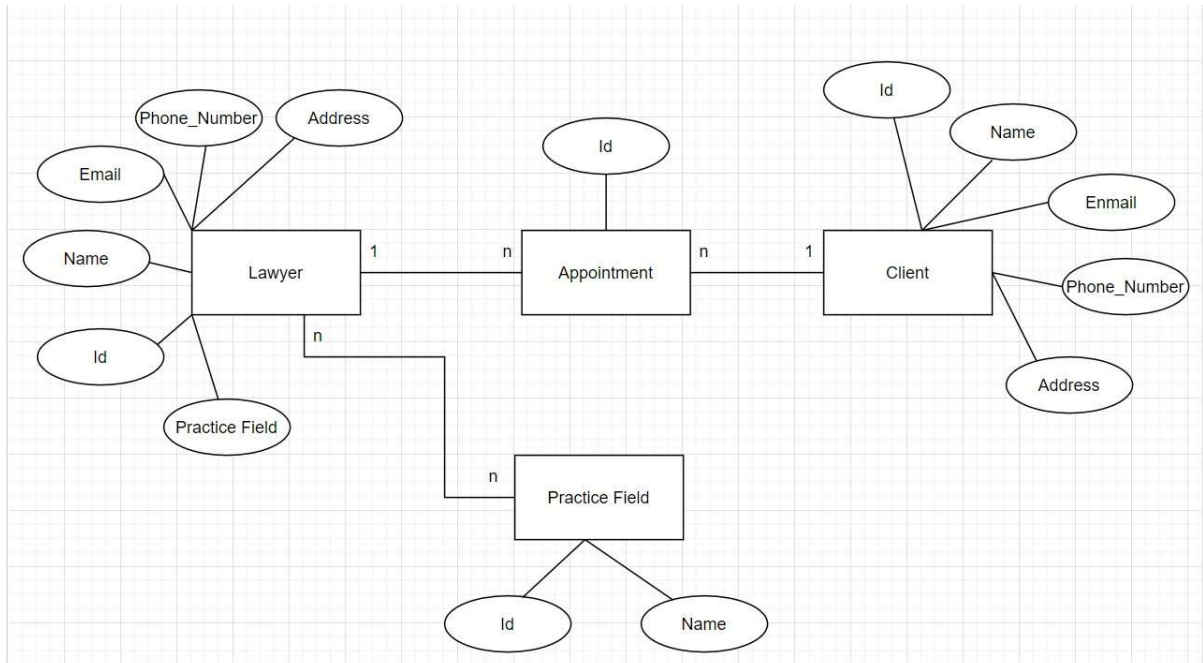 Id
Phone_Number
Address
Name
Id
Email
Enmail
1
n
n
1
Name
Lawyer
Appointment
Client
Phone_Number
n
Id
Address
Practice Field
n
Practice Field
Id
Name